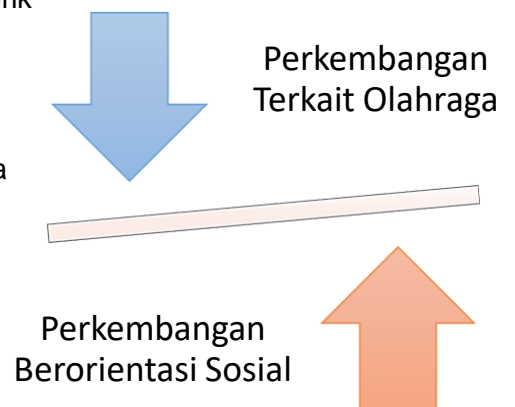 Perkembangan
Terkait Olahraga
Perkembangan
Berorientasi Sosial